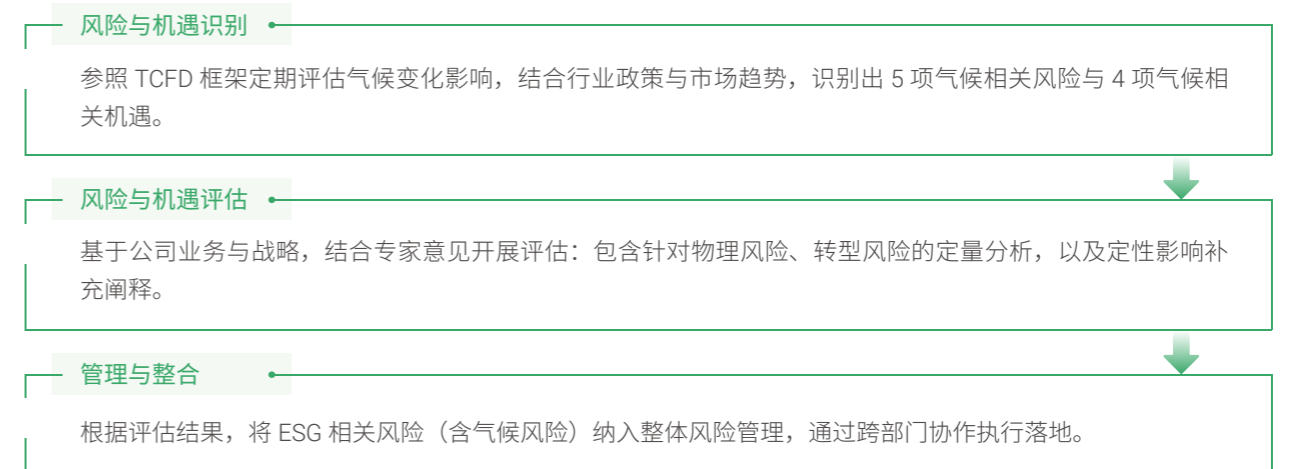 风险与机遇识别
参照 TCFD 框架定期评估气候变化影响，结合行业政策与市场趋势，识别出 5 项气候相关风险与 4 项气候相
关机遇。
风险与机遇评估
基于公司业务与战略，结合专家意见开展评估：包含针对物理风险、转型风险的定量分析，以及定性影响补
充阐释。
管理与整合
根据评估结果，将 ESG 相关风险（含气候风险）纳入整体风险管理，通过跨部门协作执行落地。